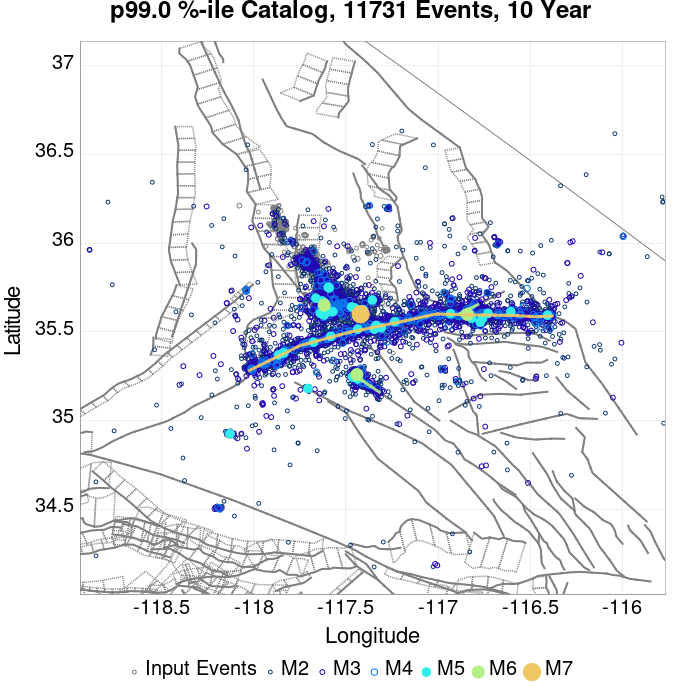 p99.0 %-ile Catalog, 11731 Events, 10 Year
37
36.5
36
35.5
35
34.5
Latitude
-118.5 -118 -117.5 -117 -116.5 -116
Longitude
Input Events M2 M3 M4 M5 M6 M7